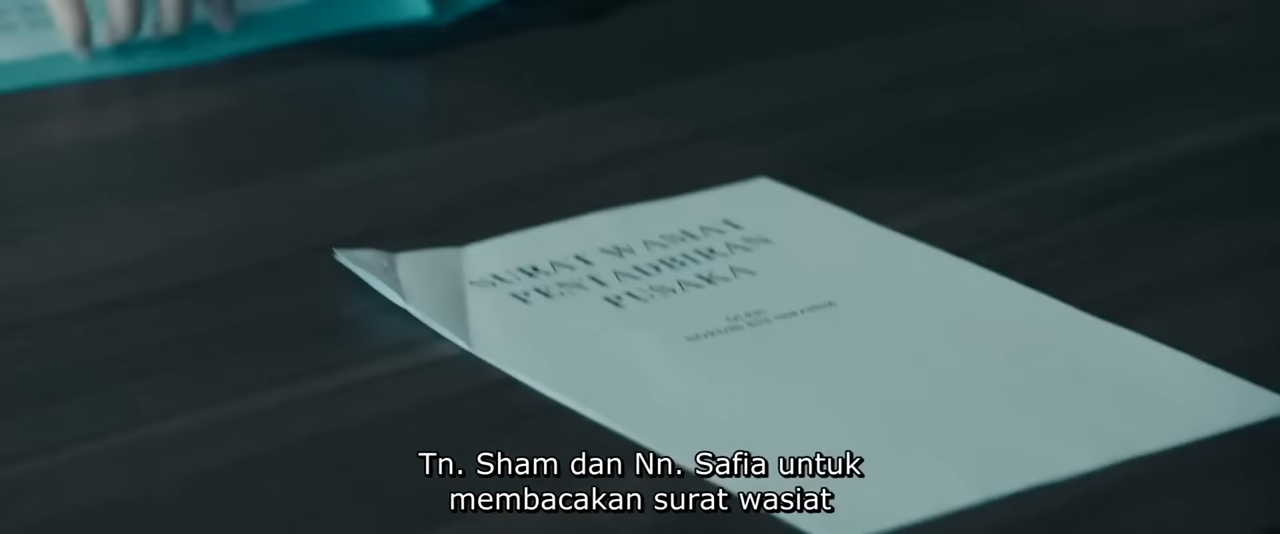 SURAT WASIAT
PENTADBIRAN
PUSAKA
Tn. Sham dan Nn. Safia untuk
membacakan surat wasiat